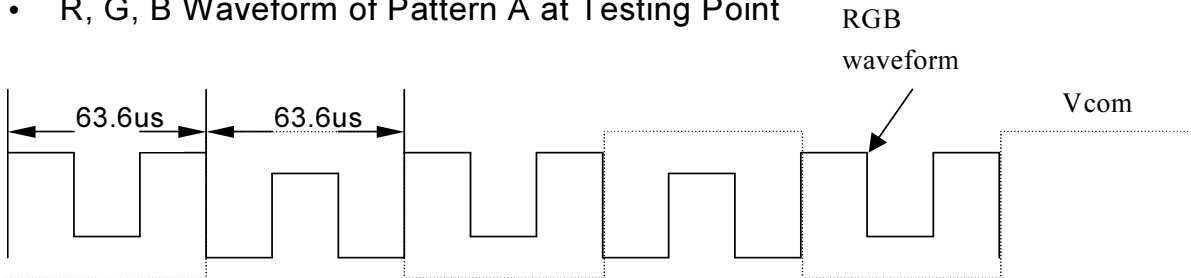 • R, G, B Waveform of Pattern A at Testing Point
RGB
waveform
63.6us
63.6us
Vcom